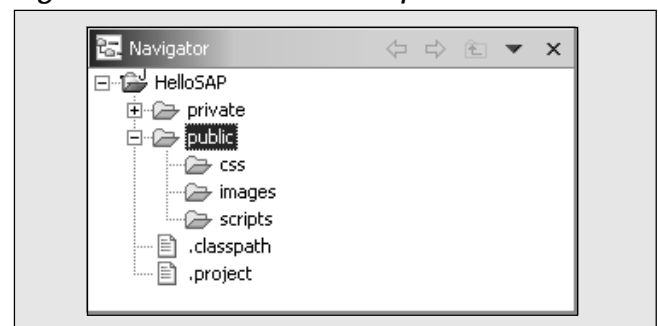 Navigator
HelloSAP
private
public
css
images
scripts
.classpath
.project